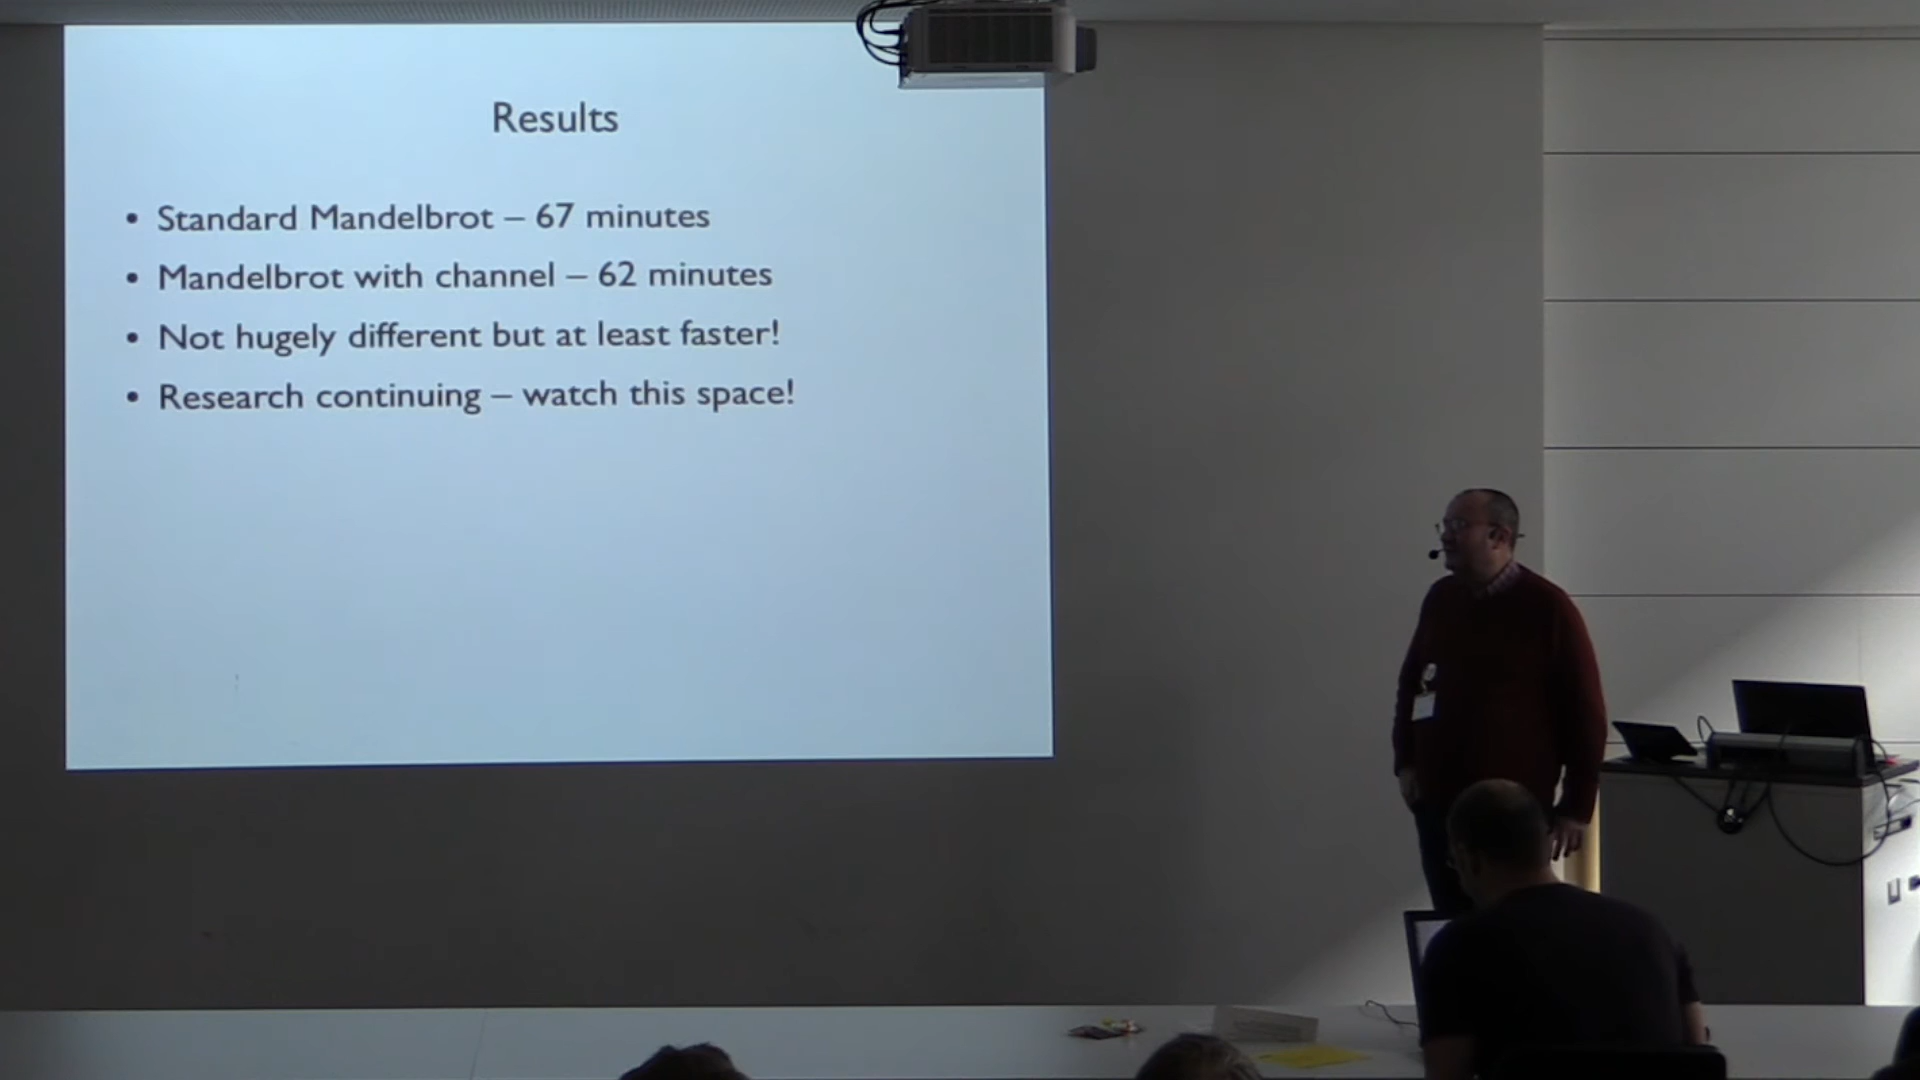 Results
• Standard Mandelbrot – 67 minutes
• Mandelbrot with channel – 62 minutes
• Not hugely different but at least faster!
• Research continuing – watch this space!